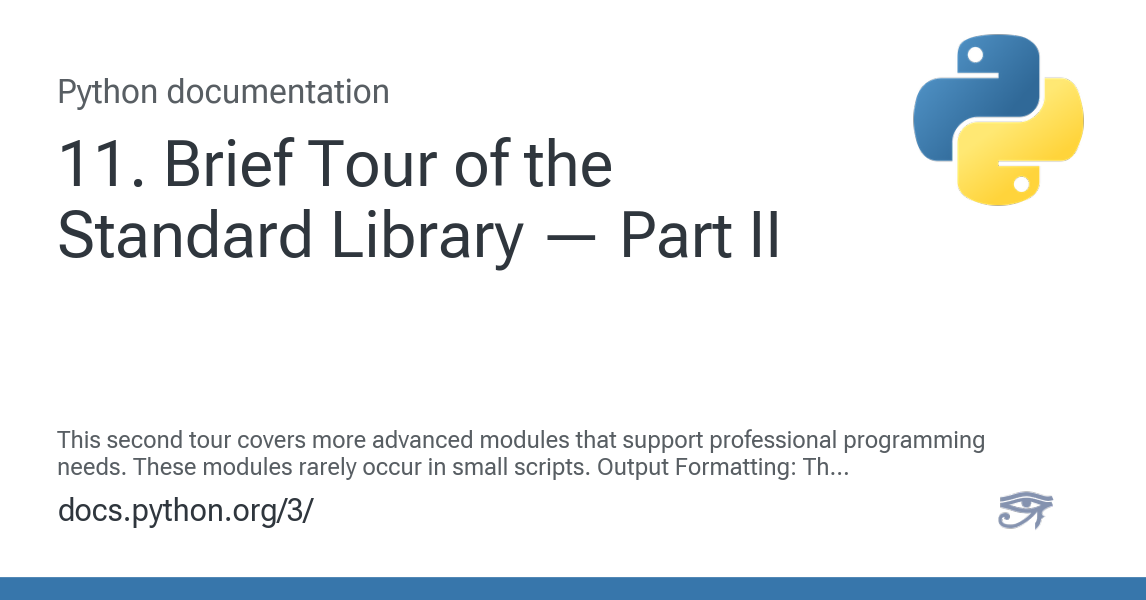 Python documentation
11. Brief Tour of the
Standard Library — Part II
This second tour covers more advanced modules that support professional programming
needs. These modules rarely occur in small scripts. Output Formatting: Th...
docs.python.org/3/